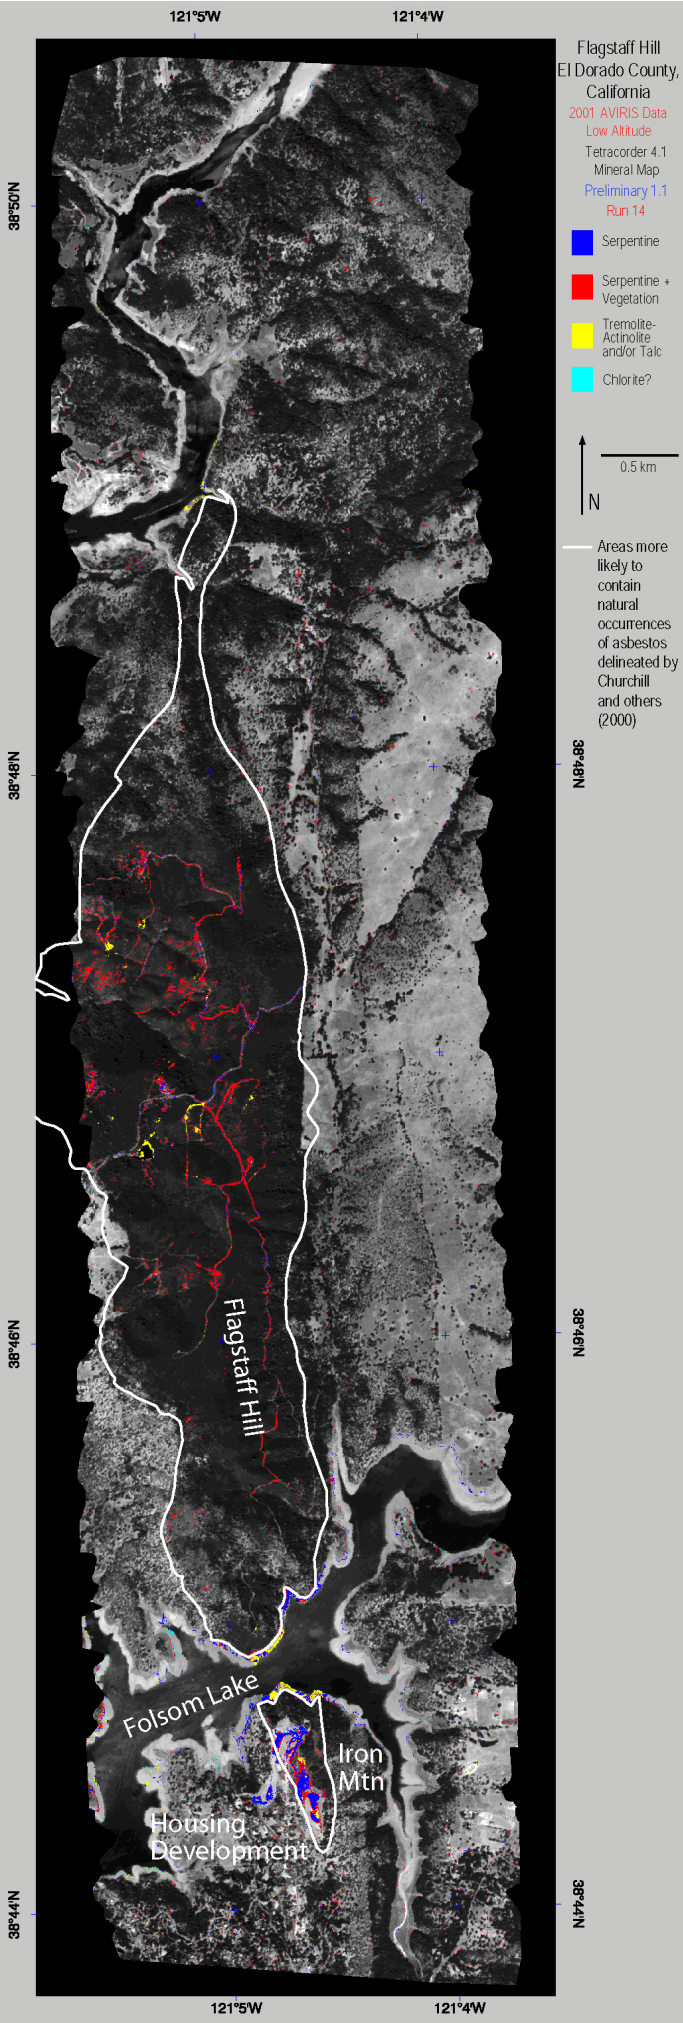 121°5'W
121°4'W
Flagstaff Hill
El Dorado County,
California
2001 AVIRIS Data
Low Altitude
Tetracorder 4.1
Mineral Map
Preliminary 1.1
Run 14
38°50'N
Serpentine
Serpentine +
Vegetation
Tremolite-
Actinolite
and/or Talc
Chlorite?
0.5 km
N
Areas more
likely to
contain
natural
occurrences
of asbestos
delineated by
Churchill
and others
(2000)
38°48'N
38°48'N
38°46'N
38°46'N
Flagstaff Hill
Folsom Lake
Iron
Mtn
Housing
Development
38°44'N
38°44'N
121°5'W
121°4'W